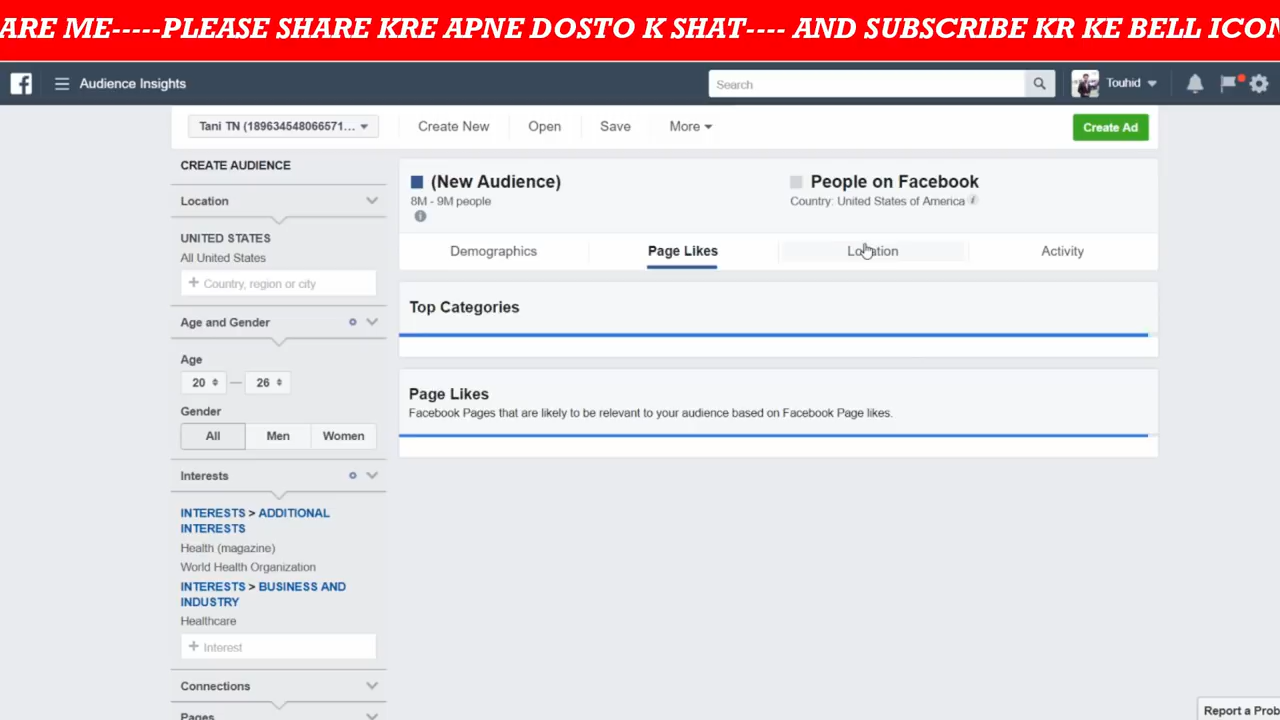 ARE ME-----PLEASE SHARE KRE APNE DOSTO K SHAT---- AND SUBSCRIBE KR KE BELL ICON
Audience Insights
Search
Touhid
Tani TN (189634548066571...
Create New
Open
Save
More
Create Ad
CREATE AUDIENCE
Location
UNITED STATES
All United States
+ Country, region or city
Age and Gender
Age
20 — 26
Gender
All
Men
Women
Interests
INTERESTS > ADDITIONAL
INTERESTS
Health (magazine)
World Health Organization
INTERESTS > BUSINESS AND
INDUSTRY
Healthcare
+ Interest
Connections
Pages
(New Audience)
8M - 9M people
People on Facebook
Country: United States of America
Demographics
Page Likes
Location
Activity
Top Categories
Page Likes
Facebook Pages that are likely to be relevant to your audience based on Facebook Page likes.
Report a Prob